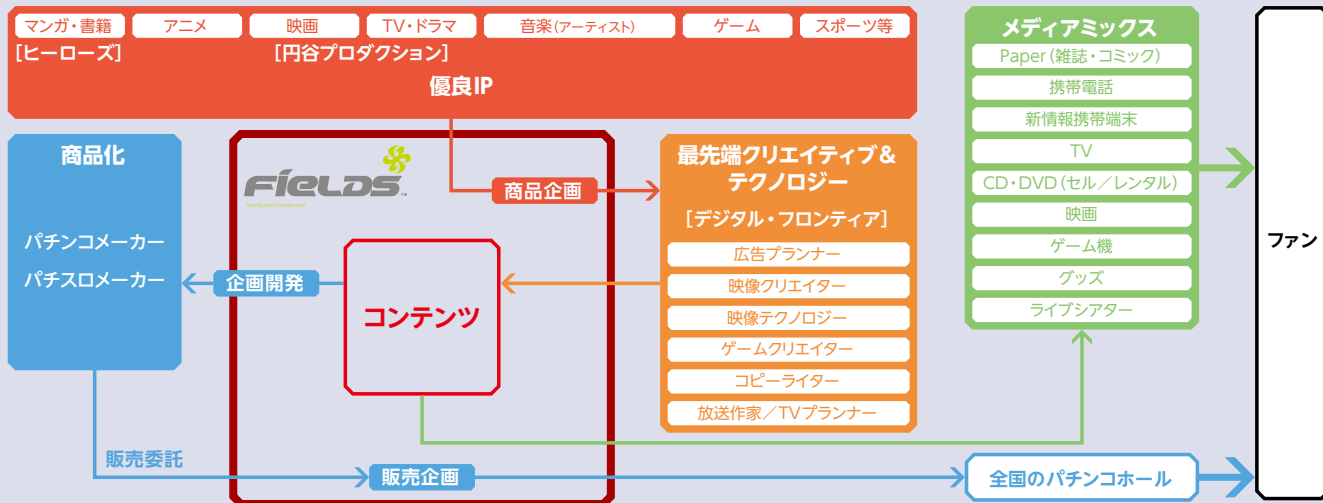 マンガ・書籍
アニメ
映画
TV・ドラマ
音楽(アーティスト)
ゲーム
スポーツ等
[ヒーローズ]
[円谷プロダクション]
優良IP
商品化
パチンコメーカー
パチスロメーカー
FIELDS
商品企画
企画開発
コンテンツ
最先端クリエイティブ&
テクノロジー
[デジタル・フロンティア]
広告プランナー
映像クリエイター
映像テクノロジー
ゲームクリエイター
コピーライター
放送作家/TVプランナー
メディアミックス
Paper(雑誌・コミック)
携帯電話
新情報携帯端末
TV
CD・DVD(セル/レンタル)
映画
ゲーム機
グッズ
ライブシアター
ファン
販売委託
販売企画
全国のパチンコホール